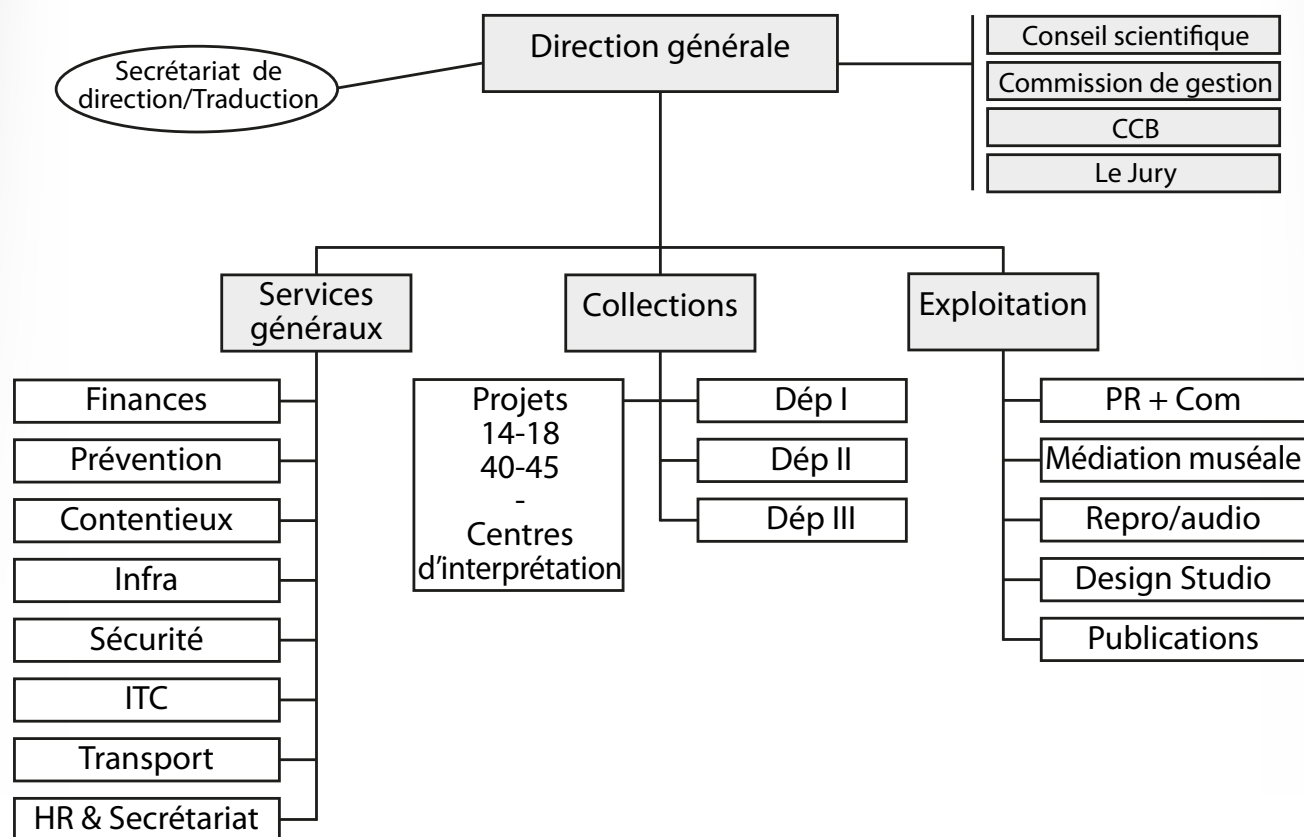 Direction générale
Secrétariat de
direction/Traduction
Conseil scientifique
Commission de gestion
CCB
Le Jury
Services
généraux
Collections
Exploitation
Finances
Prévention
Contentieux
Infra
Sécurité
ITC
Transport
HR & Secrétariat
Projets
14-18
40-45
-
Centres
d'interprétation
Dép I
Dép II
Dép III
PR + Com
Médiation muséale
Repro/audio
Design Studio
Publications